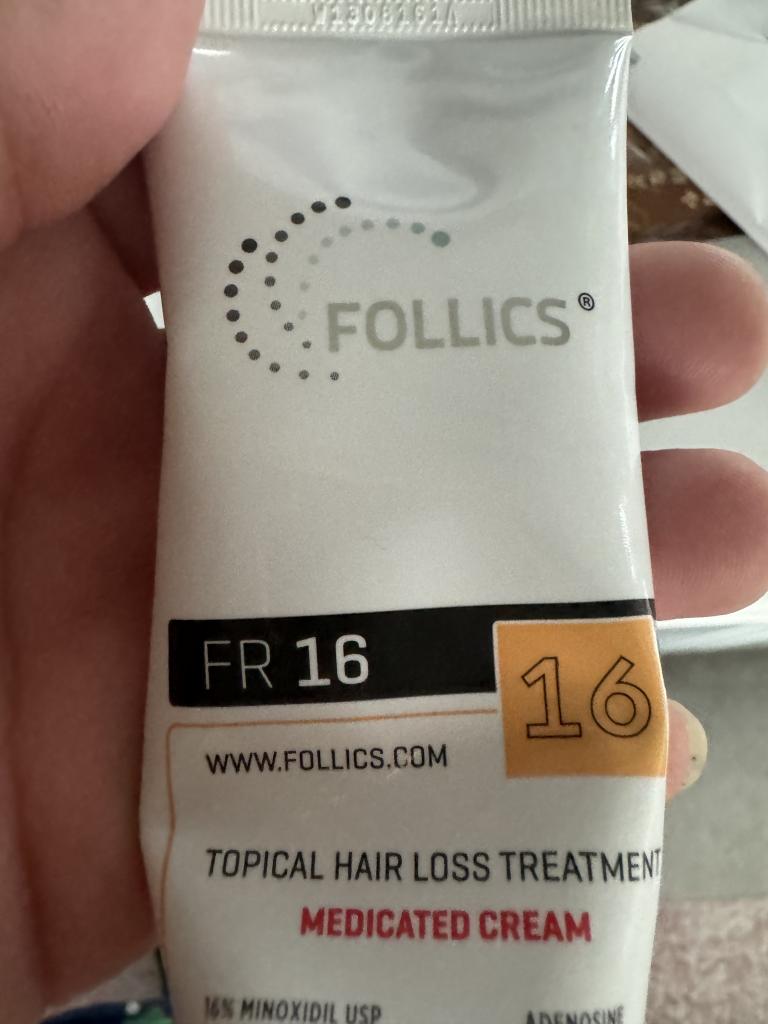 FOLLICS®
FR 16
16
WWW.FOLLICS.COM
TOPICAL HAIR LOSS TREATMENT
MEDICATED CREAM
16% MINOXIDIL USP
ADENOSINE